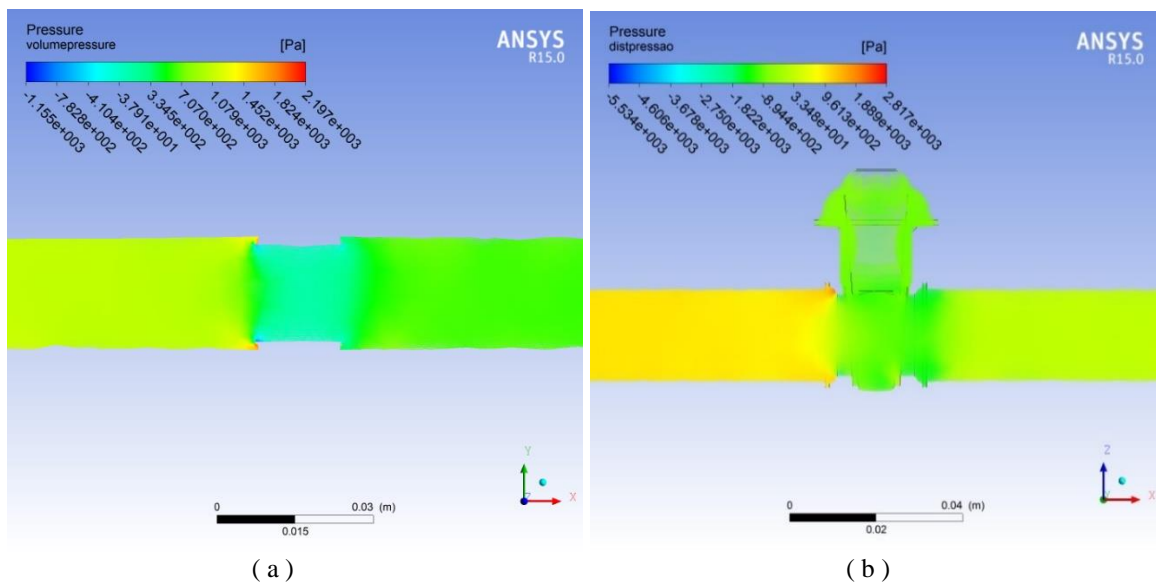 Pressure
volumepressure
[Pa]
-1.155e+003
-7.828e+002
-4.104e+002
-3.791e+001
3.345e+002
7.070e+002
1.079e+003
1.452e+003
1.824e+003
2.197e+003
ANSYS
R15.0
Y
Z
X
0
0.03
(m)
0.015
( a )
Pressure
distpressao
[Pa]
-5.534e+003
-4.606e+003
-3.678e+003
-2.750e+003
-1.822e+003
-8.944e+002
3.348e+001
9.613e+002
1.889e+003
2.817e+003
ANSYS
R15.0
Z
Y
X
0
0.04
(m)
0.02
( b )